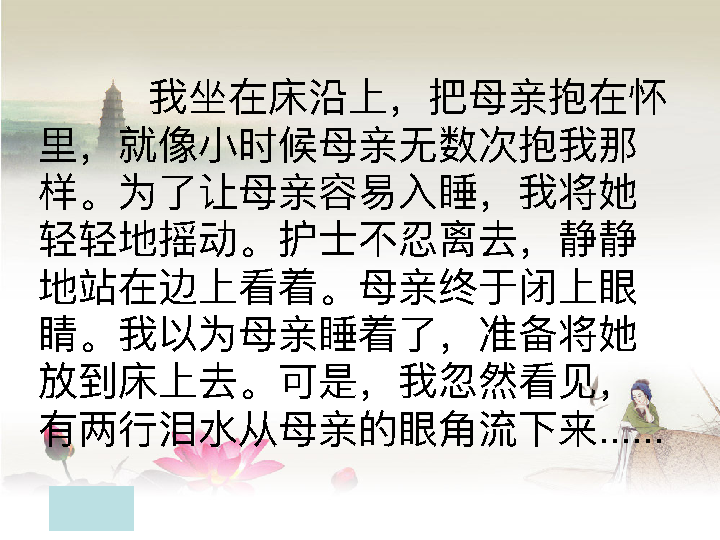 我坐在床沿上，把母亲抱在怀
里，就像小时候母亲无数次抱我那
样。为了让母亲容易入睡，我将她
轻轻地摇动。护士不忍离去，静静
地站在边上看着。母亲终于闭上眼
睛。我以为母亲睡着了，准备将她
放到床上去。可是，我忽然看见，
有两行泪水从母亲的眼角流下来......